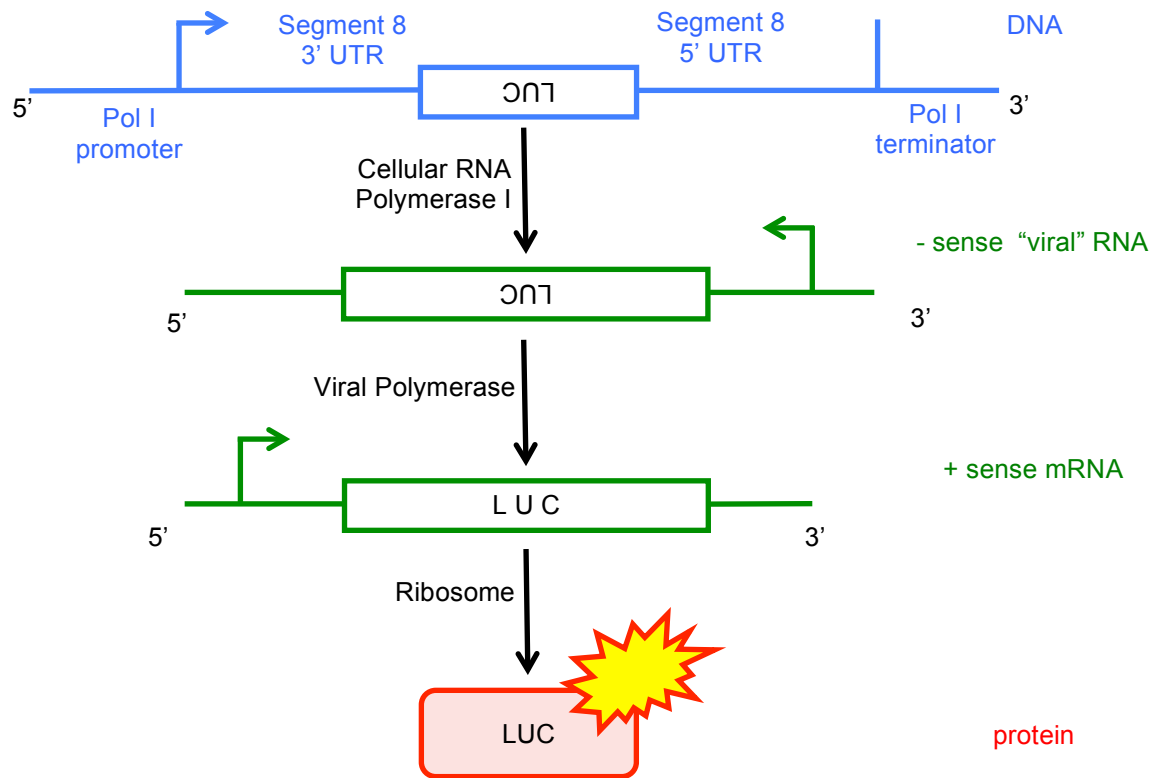 Segment 8
3’ UTR
Segment 8
5’ UTR
DNA
LUC
5’
3’
Pol I
promoter
Pol I
terminator
Cellular RNA
Polymerase I
- sense “viral” RNA
LUC
5’
3’
Viral Polymerase
+ sense mRNA
L U C
5’
3’
Ribosome
LUC
protein